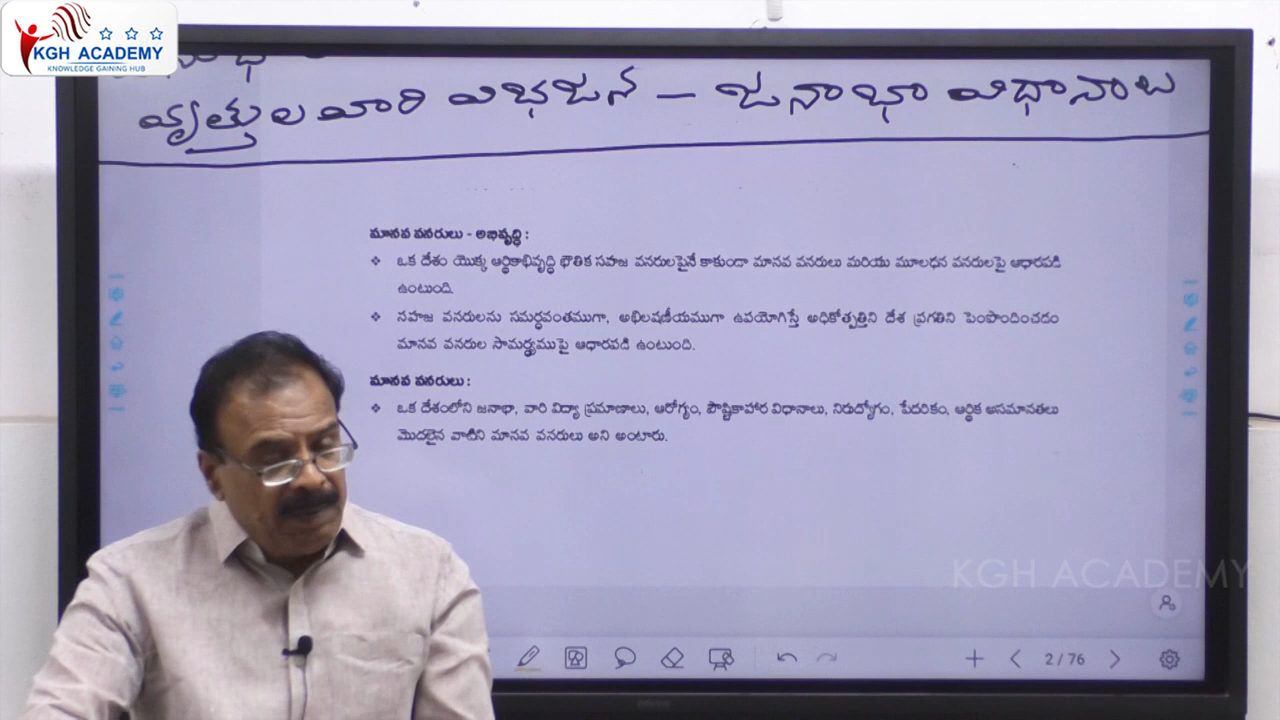 KGH ACADEMY
KNOWLEDGE GAINING HUB
వృత్తుల వారి విభజన – జనాభా విధానాలు
మానవ వనరులు - అభివృద్ధి :
❖ ఒక దేశం యొక్క ఆర్థికాభివృద్ధి భౌతిక సహజ వనరులపైనే కాకుండా మానవ వనరులు మరియు మూలధన వనరులపై ఆధారపడి
ఉంటుంది.
❖ సహజ వనరులను సమర్థవంతముగా, అభిలషణీయముగా ఉపయోగిస్తే అధికోత్పత్తిని దేశ ప్రగతిని పెంపొందించడం
మానవ వనరుల సామర్థ్యముపై ఆధారపడి ఉంటుంది.
మానవ వనరులు :
❖ ఒక దేశంలోని జనాభా, వారి విద్యా ప్రమాణాలు, ఆరోగ్యం, పౌష్టికాహార విధానాలు, నిరుద్యోగం, పేదరికం, ఆర్థిక అసమానతలు
మొదలైన వాటిని మానవ వనరులు అని అంటారు.
KGH ACADEMY
2 / 76